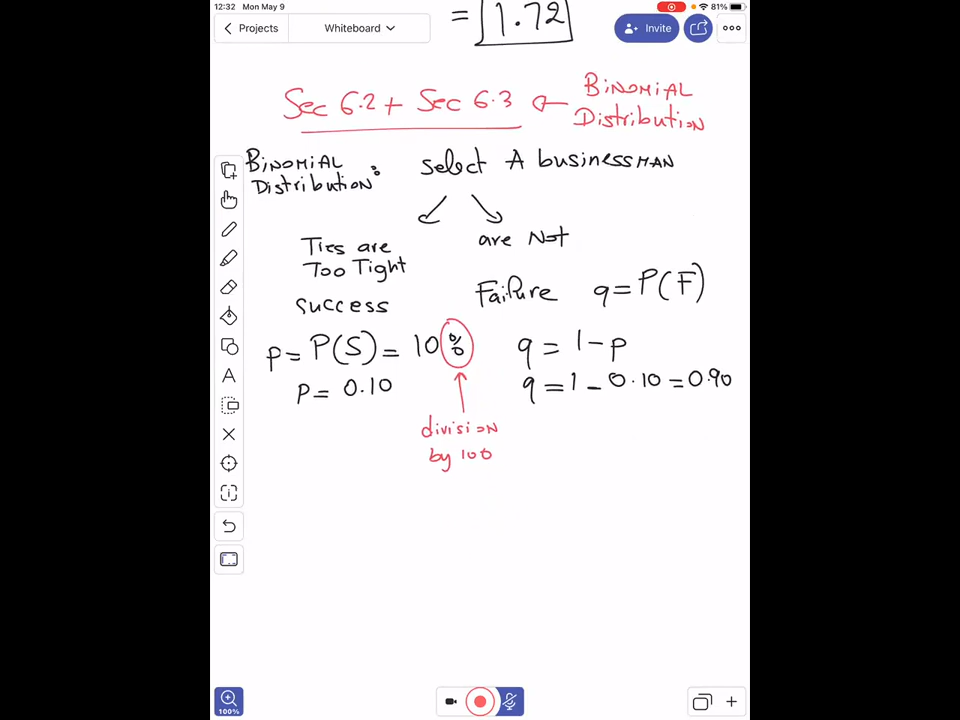 12:32 Mon May 9
81%
= 1.72
Projects
Whiteboard
Invite
Sec 6.2 + Sec 6.3 ← BINOMIAL
DistributioN
BINOMIAL
DistributioN:
select A businessMAN
Ties are
Too Tight
are Not
success
Failure q = P(F)
p = P(S) = 10%
q = 1 - p
p = 0.10
q = 1 - 0.10 = 0.90
divisioN
by 100
A
100%